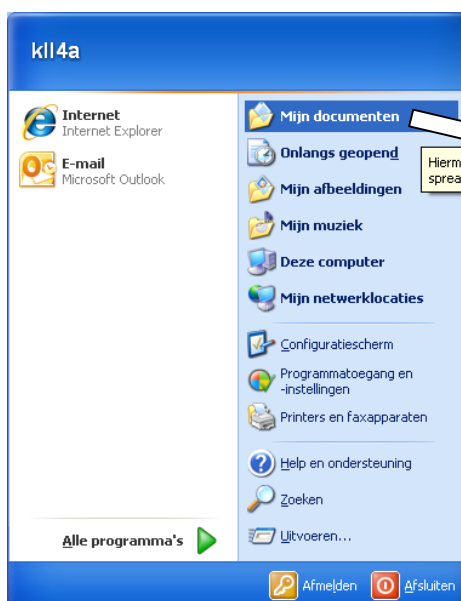 kll4a
Internet
Internet Explorer
E-mail
Microsoft Outlook
Alle programma's
Mijn documenten
Onlangs geopend
Hierm
sprea
Mijn afbeeldingen
Mijn muziek
Deze computer
Mijn netwerklocaties
Configuratiescherm
Programmatoegang en
-instellingen
Printers en faxapparaten
Help en ondersteuning
Zoeken
Uitvoeren...
Afmelden
Afsluiten